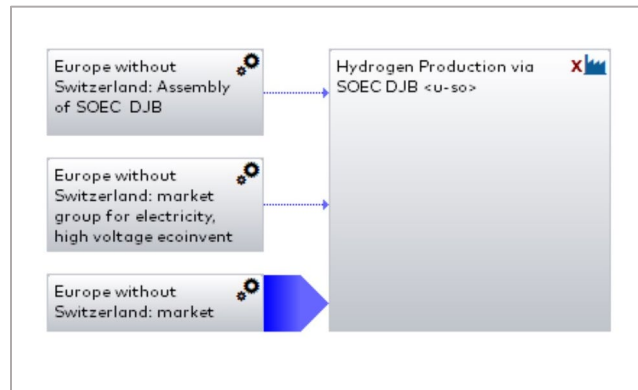 Europe without
Switzerland: Assembly
of SOEC DJB
Hydrogen Production via
SOEC DJB <u-so>
X
Europe without
Switzerland: market
group for electricity,
high voltage ecoinvent
Europe without
Switzerland: market